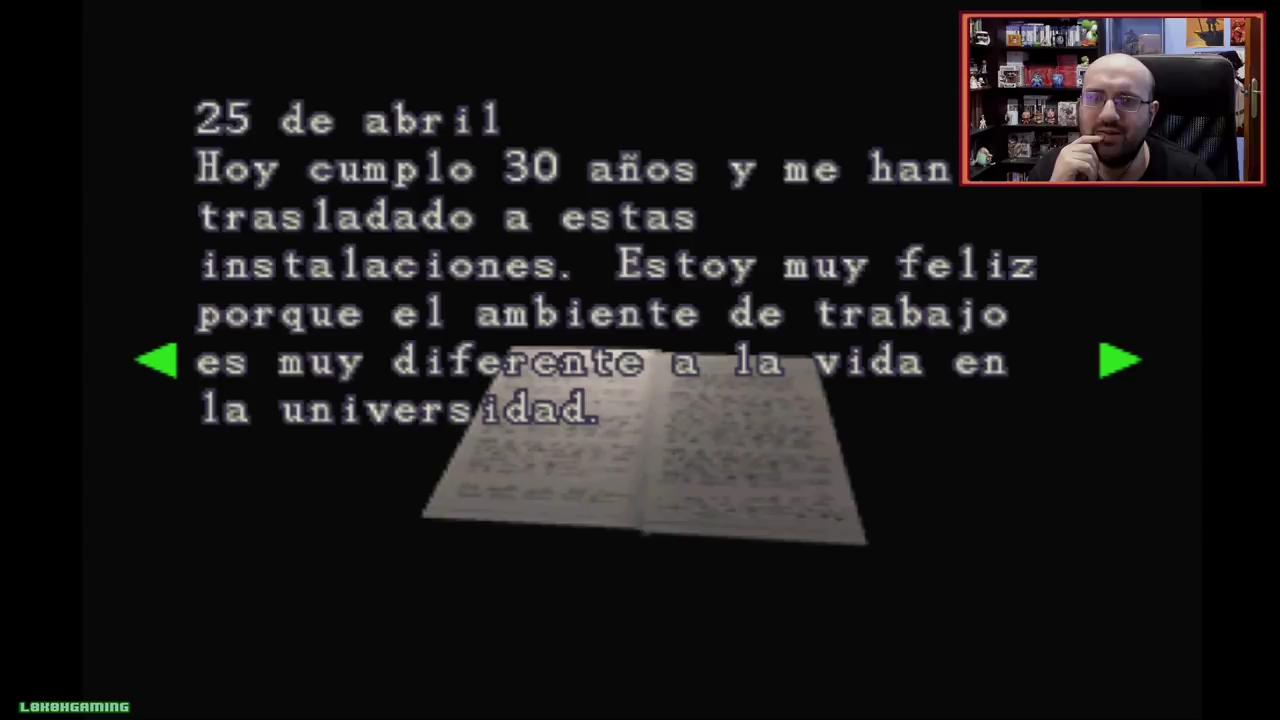 25 de abril
Hoy cumplo 30 años y me han
trasladado a estas
instalaciones. Estoy muy feliz
porque el ambiente de trabajo
es muy diferente a la vida en
la universidad.
L0K0XGAMING